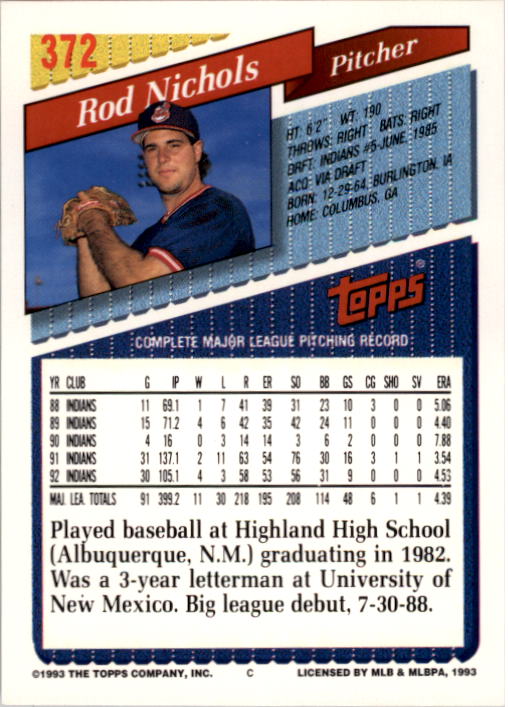 372
Rod Nichols
Pitcher
HT: 6'2" WT: 190
THROWS: RIGHT BATS: RIGHT
DRFT: INDIANS #5-JUNE, 1985
ACQ: VIA DRAFT
BORN: 12-29-64, BURLINGTON, IA
HOME: COLUMBUS, GA
TOPPS®
COMPLETE MAJOR LEAGUE PITCHING RECORD
YR CLUB G IP W L R ER SO BB GS CG SHO SV ERA
88 INDIANS 11 69.1 1 7 41 39 31 23 10 3 0 0 5.06
89 INDIANS 15 71.2 4 6 42 35 42 24 11 0 0 0 4.40
90 INDIANS 4 16 0 3 14 14 3 6 2 0 0 0 7.88
91 INDIANS 31 137.1 2 11 63 54 76 30 16 3 1 1 3.54
92 INDIANS 30 105.1 4 3 58 53 56 31 9 0 0 0 4.53
MAJ. LEA. TOTALS 91 399.2 11 30 218 195 208 114 48 6 1 1 4.39
Played baseball at Highland High School
(Albuquerque, N.M.) graduating in 1982.
Was a 3-year letterman at University of
New Mexico. Big league debut, 7-30-88.
©1993 THE TOPPS COMPANY, INC. C LICENSED BY MLB & MLBPA, 1993